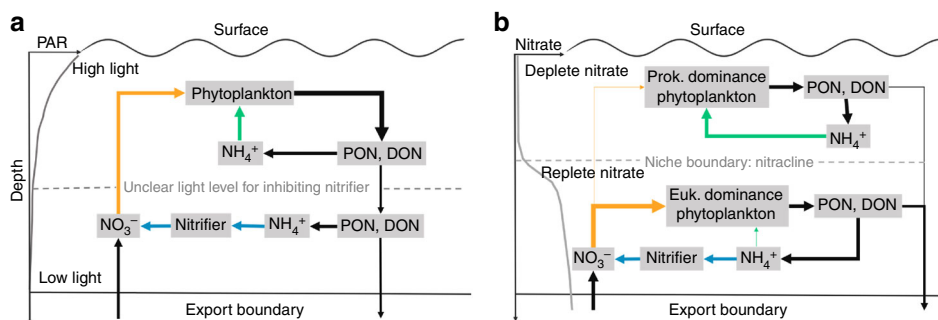 a
Surface
PAR
High light
Phytoplankton
NH₄⁺
PON, DON
Depth
Unclear light level for inhibiting nitrifier
NO₃⁻
Nitrifier
NH₄⁺
PON, DON
Low light
Export boundary
b
Surface
Nitrate
Deplete nitrate
Prok. dominance
phytoplankton
PON, DON
NH₄⁺
Niche boundary: nitracline
Replete nitrate
Euk. dominance
phytoplankton
PON, DON
NO₃⁻
Nitrifier
NH₄⁺
Export boundary